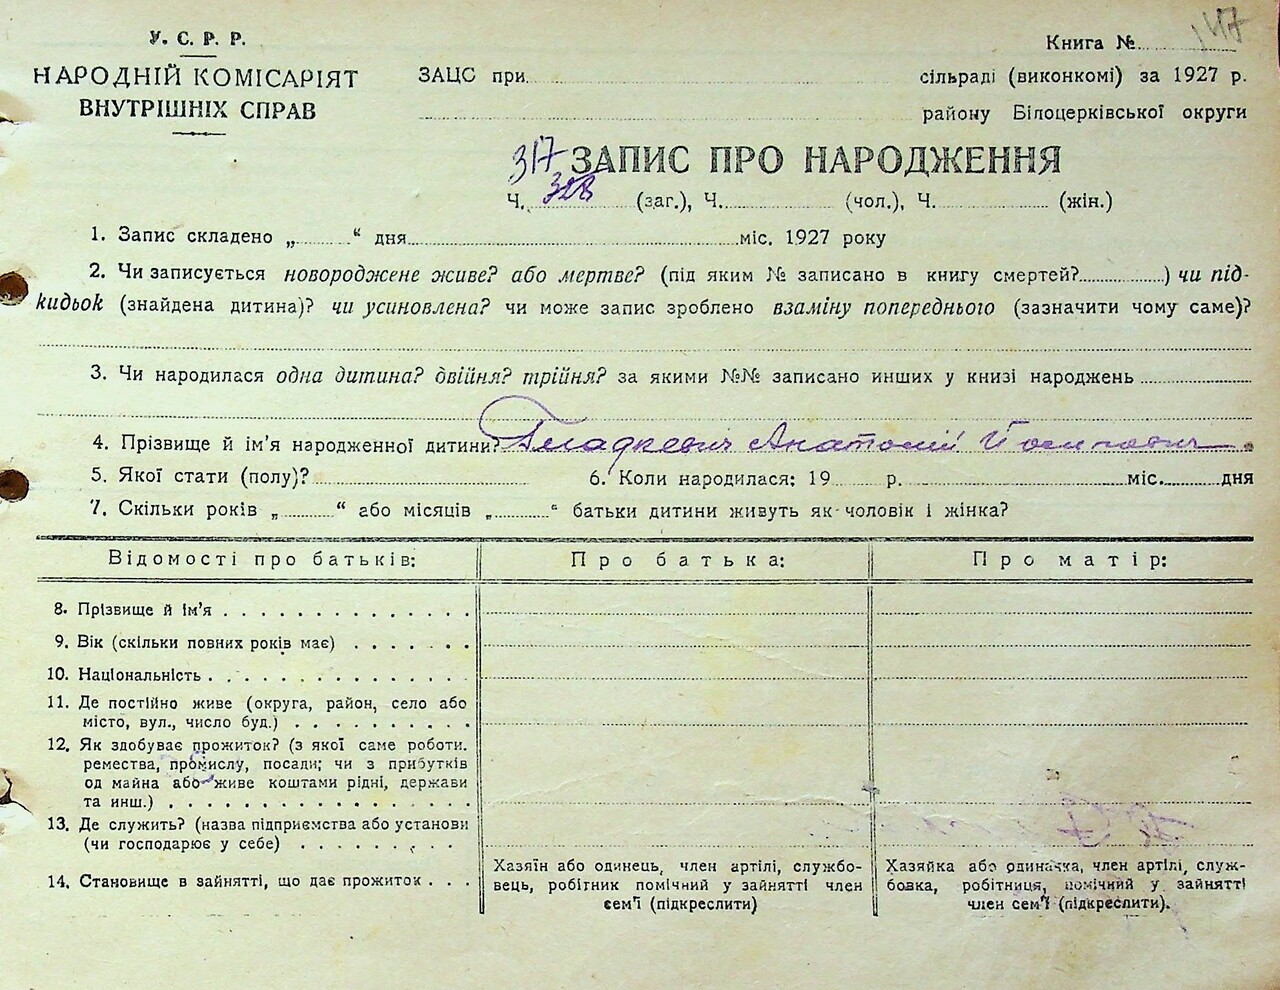 У. С. Р. Р.
НАРОДНІЙ КОМІСАРІЯТ
ВНУТРІШНІХ СПРАВ
Книга № 147
ЗАЦС при сільраді (виконкомі) за 1927 р.
району Білоцерківської округи
317 ЗАПИС ПРО НАРОДЖЕННЯ
Ч. 328 (заг.), Ч. (чол.), Ч. (жін.)
1. Запис складено „ “ дня міс. 1927 року
2. Чи записується новороджене живе? або мертве? (під яким № записано в книгу смертей? ) чи під-
кидьок (знайдена дитина)? чи усиновлена? чи може запис зроблено взаміну попереднього (зазначити чому саме)?
3. Чи народилася одна дитина? двійня? трійня? за якими №№ записано инших у книзі народжень
4. Прізвище й ім'я народженної дитини? Гладкевич Анатолій Йосипович
5. Якої стати (полу)? 6. Коли народилася: 19 р. міс. дня
7. Скільки років „ “ або місяців „ “ батьки дитини живуть як чоловік і жінка?
Відомості про батьків: Про батька: Про матір:
8. Прізвище й ім'я
9. Вік (скільки повних років має)
10. Національність
11. Де постійно живе (округа, район, село або
місто, вул., число буд.)
12. Як здобуває прожиток? (з якої саме роботи.
ремества, промислу, посади; чи з прибутків
од майна або живе коштами рідні, держави
та инш.)
13. Де служить? (назва підприємства або установи
(чи господарює у себе)
14. Становище в зайнятті, що дає прожиток
Хазяїн або одинець, член артілі, службо-
вець, робітник помічний у зайнятті член
сем'ї (підкреслити)
Хазяйка або одиначка, член артілі, служ-
бовка, робітниця, помічний у зайнятті
член сем'ї (підкреслити).